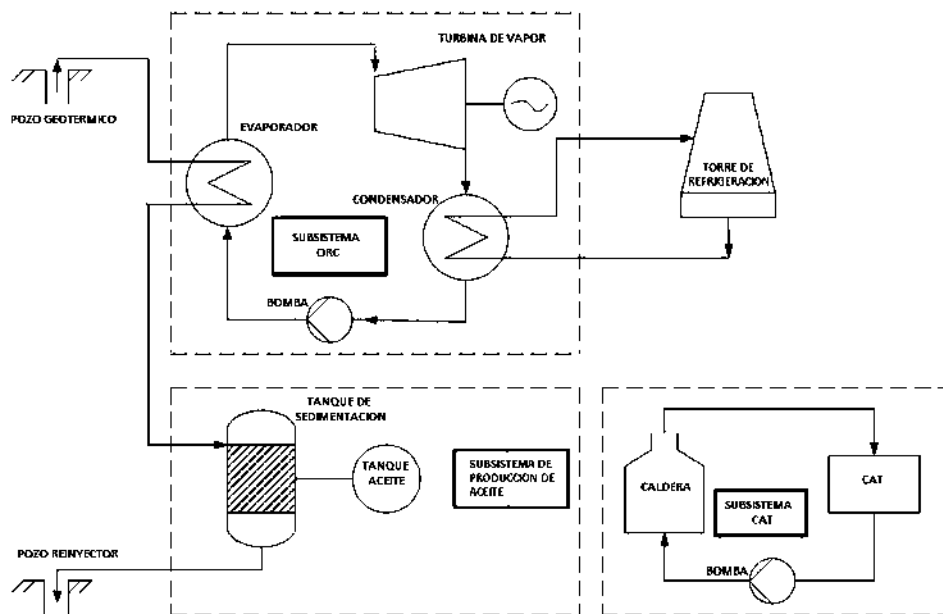 TURBINA DE VAPOR
POZO GEOTERMICO
EVAPORADOR
TORRE DE
REFRIGERACION
CONDENSADOR
SUBSISTEMA
ORC
BOMBA
TANQUE DE
SEDIMENTACION
TANQUE
ACEITE
SUBSISTEMA DE
PRODUCCION DE
ACEITE
CALDERA
SUBSISTEMA
CAT
CAT
BOMBA
POZO REINYECTOR